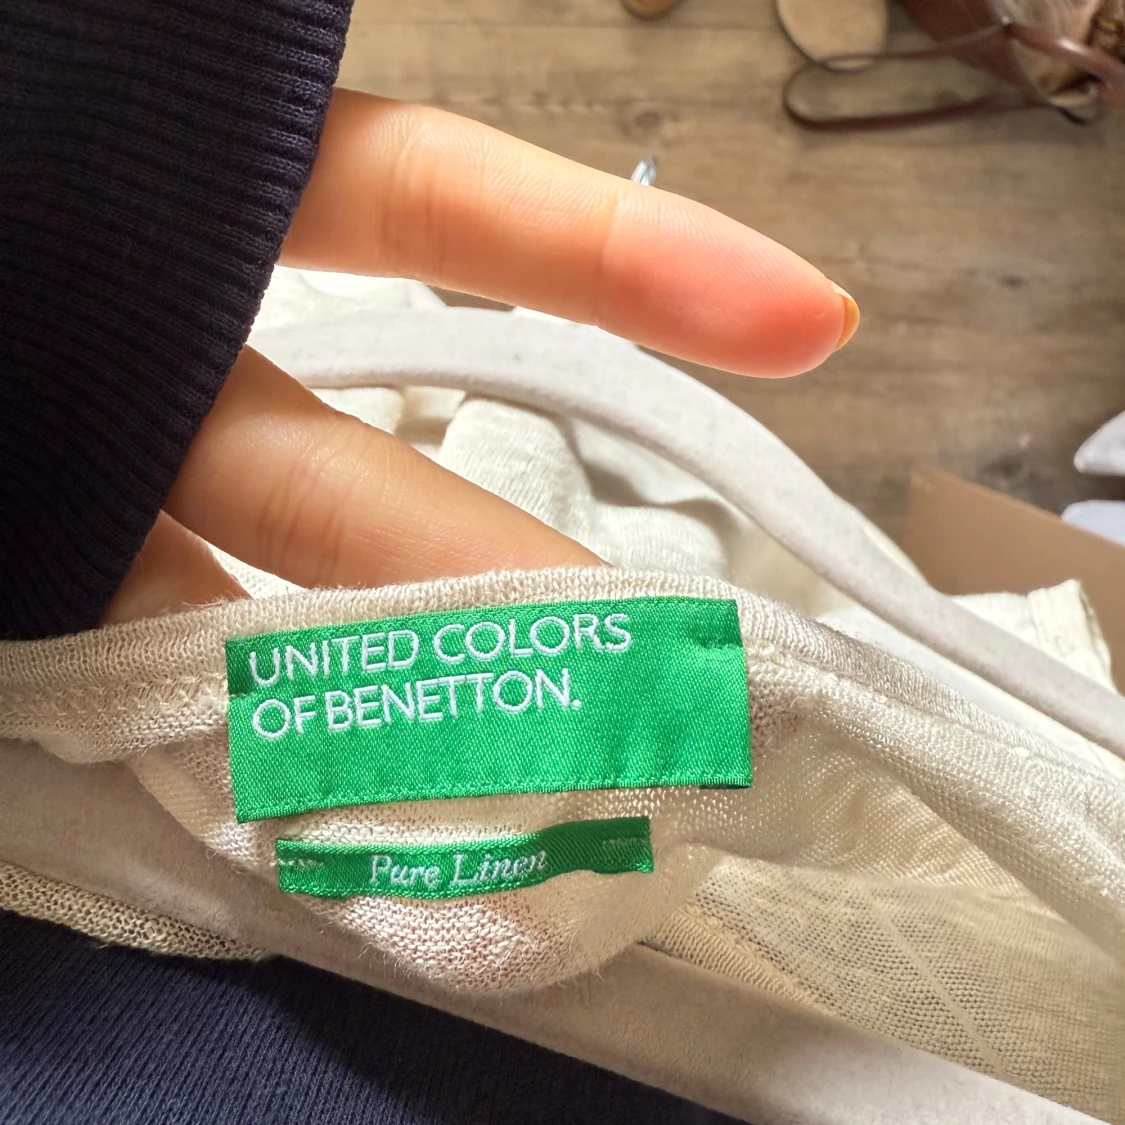 UNITED COLORS
OF BENETTON.
Pure Linen